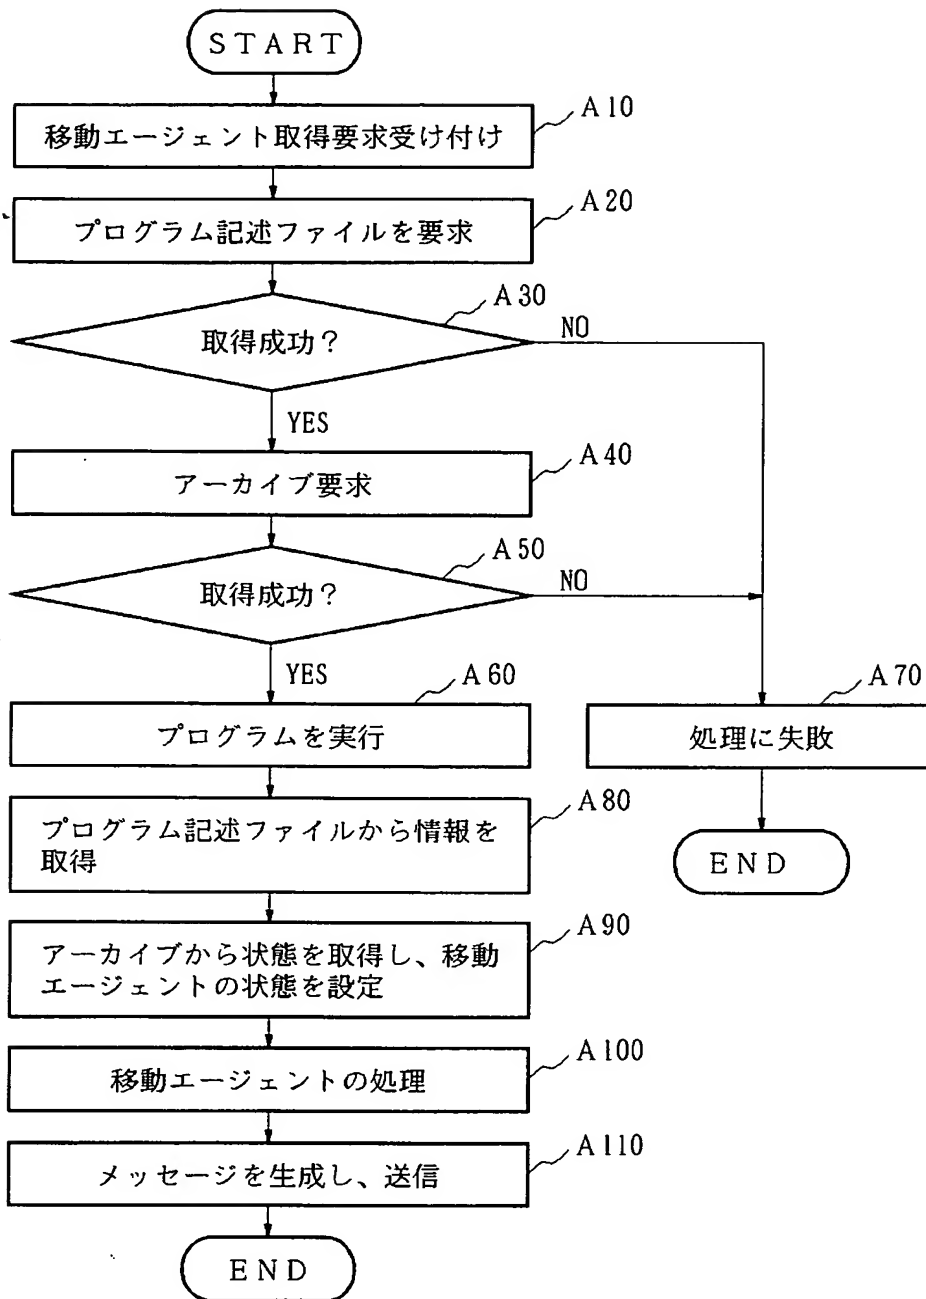 START
A10
移動エージェント取得要求受け付け
A20
プログラム記述ファイルを要求
A30
取得成功？
NO
YES
A40
アーカイブ要求
A50
取得成功？
NO
YES
A60
プログラムを実行
A70
処理に失敗
A80
プログラム記述ファイルから情報を
取得
END
A90
アーカイブから状態を取得し、移動
エージェントの状態を設定
A100
移動エージェントの処理
A110
メッセージを生成し、送信
END